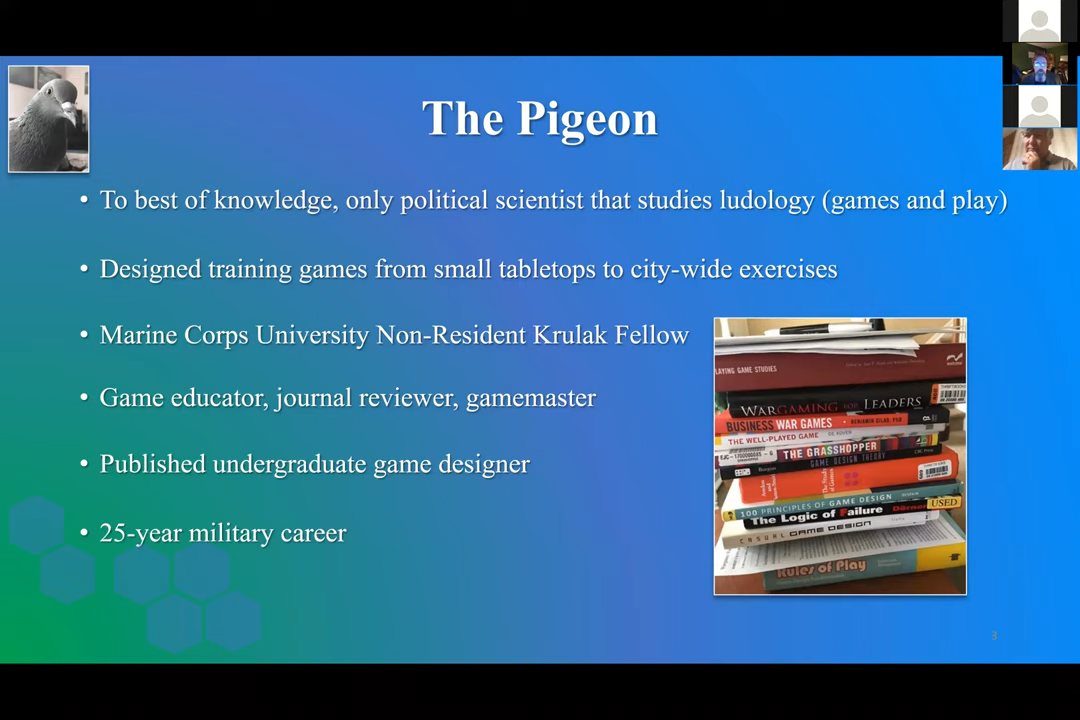 The Pigeon
• To best of knowledge, only political scientist that studies ludology (games and play)
• Designed training games from small tabletops to city-wide exercises
• Marine Corps University Non-Resident Krulak Fellow
• Game educator, journal reviewer, gamemaster
• Published undergraduate game designer
• 25-year military career
LAYING GAME STUDIES
WARGAMING FOR LEADERS
BUSINESS WAR GAMES BENJAMIN GILAD, PhD
THE WELL-PLAYED GAME DE KOVEN
THE GRASSHOPPER
GAME DESIGN THEORY
100 PRINCIPLES OF GAME DESIGN
USED
The Logic of Failure Dörner
CASUAL GAME DESIGN
Rules of Play
3